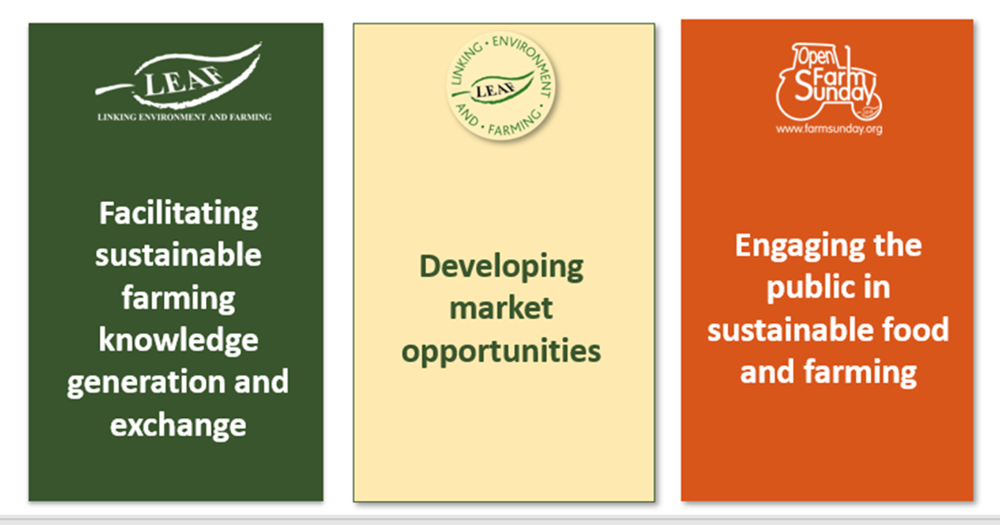 LEAF
LINKING ENVIRONMENT AND FARMING
Facilitating
sustainable
farming
knowledge
generation and
exchange
LINKING • ENVIRONMENT
AND • FARMING •
LEAF
Developing
market
opportunities
Open
Farm
Sunday
LEAF
www.farmsunday.org
Engaging the
public in
sustainable food
and farming